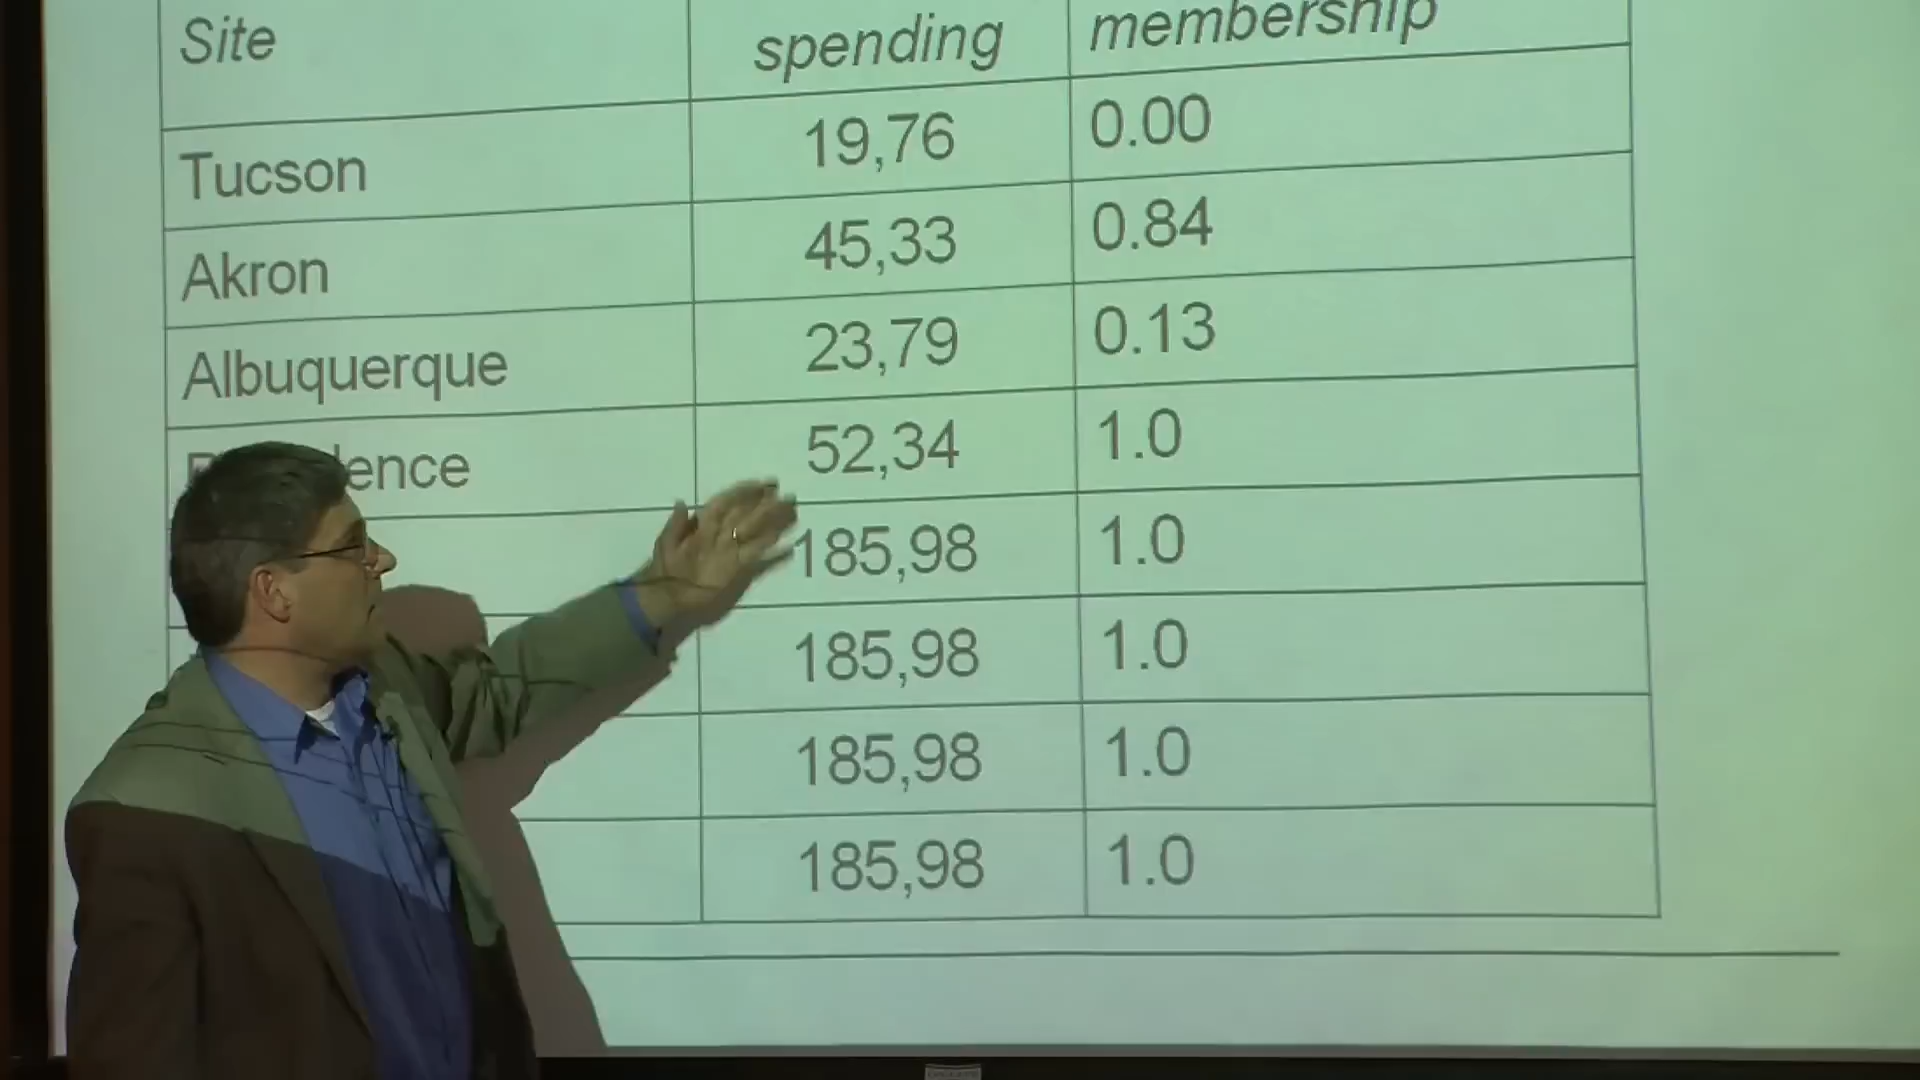 Site spending membership
Tucson 19,76 0.00
Akron 45,33 0.84
Albuquerque 23,79 0.13
52,34 1.0
185,98 1.0
185,98 1.0
185,98 1.0
185,98 1.0